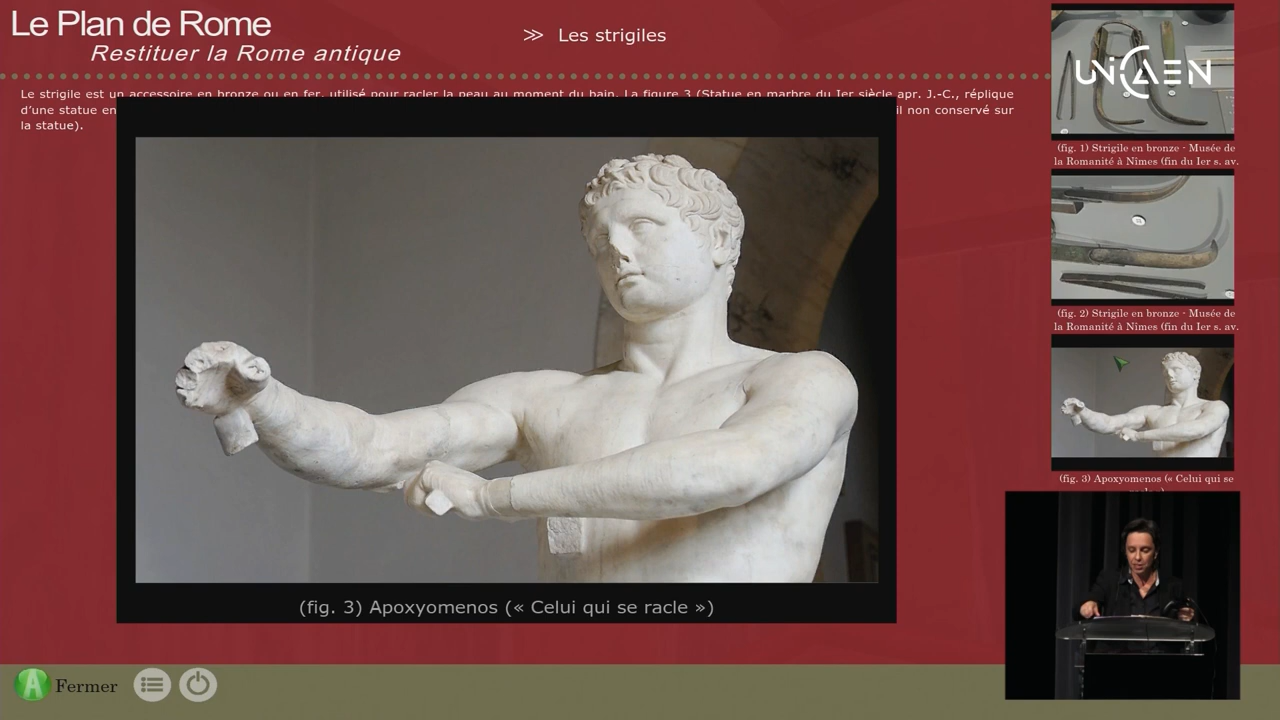 Le Plan de Rome
Restituer la Rome antique
>> Les strigiles
UNICAEN
Le strigile est un accessoire en bronze ou en fer, utilisé pour racler la peau au moment du bain. La figure 3 (Statue en marbre du Ier siècle apr. J.-C., réplique
d'une statue en
il non conservé sur
la statue).
(fig. 1) Strigile en bronze - Musée de
la Romanité à Nîmes (fin du Ier s. av.
(fig. 2) Strigile en bronze - Musée de
la Romanité à Nîmes (fin du Ier s. av.
(fig. 3) Apoxyomenos (« Celui qui se
(fig. 3) Apoxyomenos (« Celui qui se racle »)
A Fermer